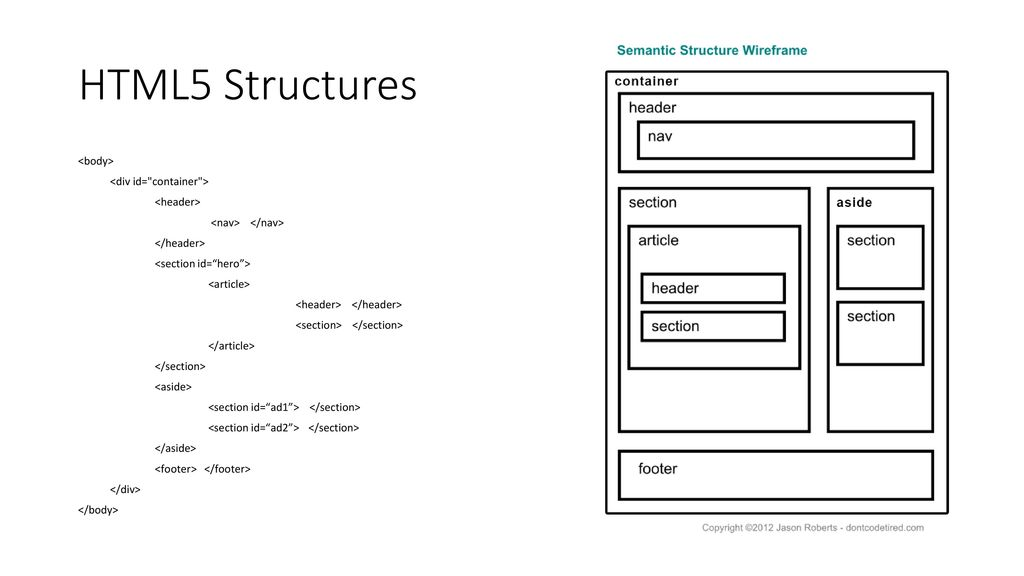 HTML5 Structures
<body>
<div id="container">
<header>
<nav> </nav>
</header>
<section id=“hero”>
<article>
<header> </header>
<section> </section>
</article>
</section>
<aside>
<section id=“ad1”> </section>
<section id=“ad2”> </section>
</aside>
<footer> </footer>
</div>
</body>
Semantic Structure Wireframe
container
header
nav
section
article
header
section
aside
section
section
footer
Copyright ©2012 Jason Roberts - dontcodetired.com